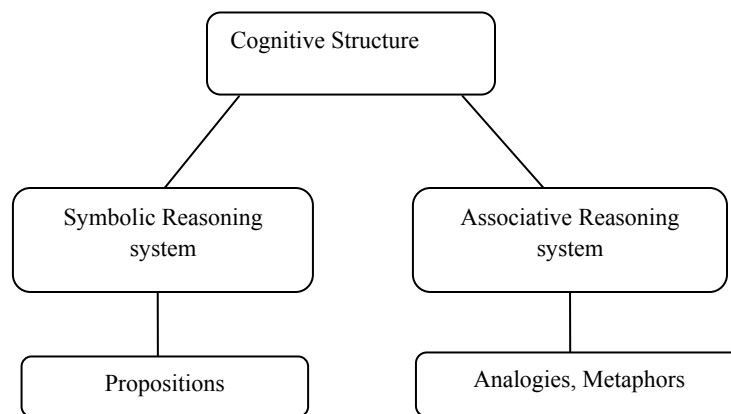 Cognitive Structure
Symbolic Reasoning
system
Associative Reasoning
system
Propositions
Analogies, Metaphors